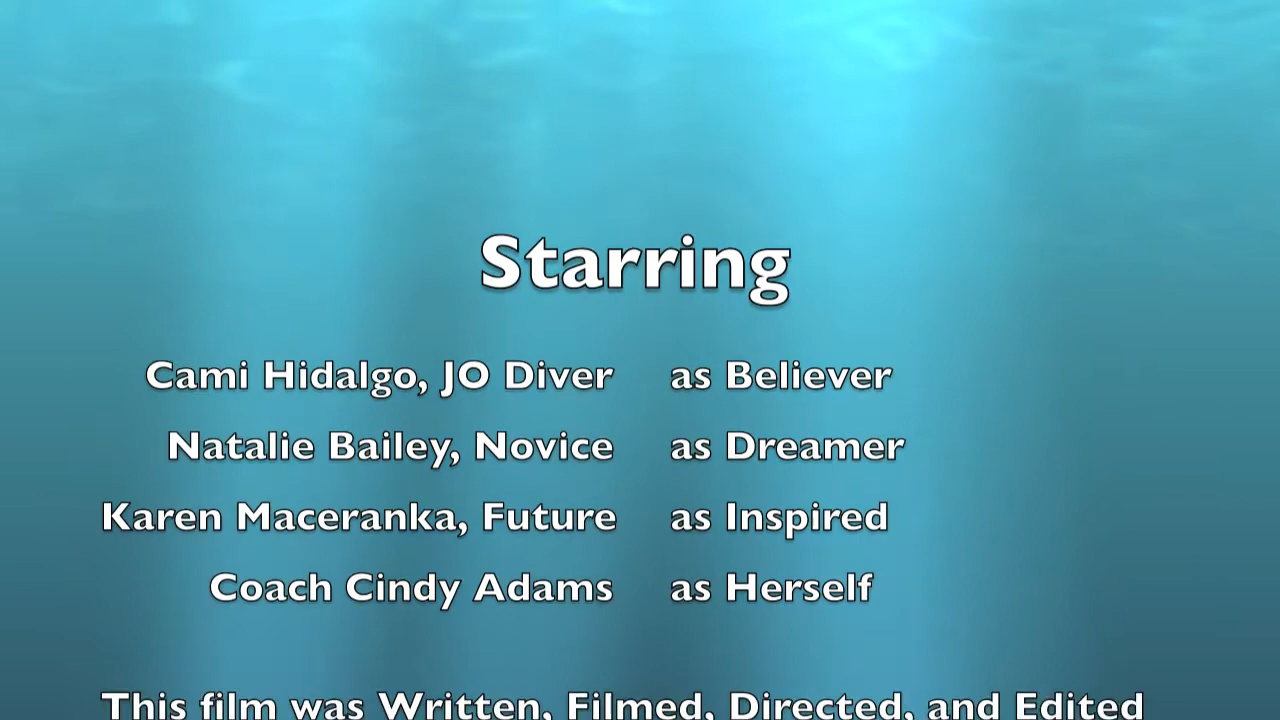 Starring
Cami Hidalgo, JO Diver as Believer
Natalie Bailey, Novice as Dreamer
Karen Maceranka, Future as Inspired
Coach Cindy Adams as Herself
This film was Written, Filmed, Directed, and Edited